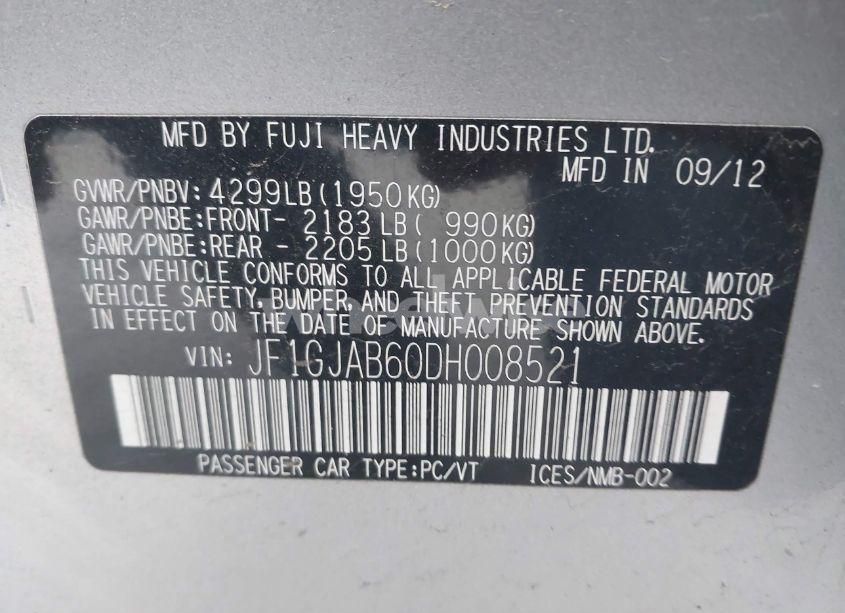 MFD BY FUJI HEAVY INDUSTRIES LTD.
MFD IN 09/12
GVWR/PNBV: 4299LB(1950KG)
GAWR/PNBE:FRONT- 2183LB( 990KG)
GAWR/PNBE:REAR - 2205LB(1000KG)
THIS VEHICLE CONFORMS TO ALL APPLICABLE FEDERAL MOTOR
VEHICLE SAFETY, BUMPER, AND THEFT PREVENTION STANDARDS
IN EFFECT ON THE DATE OF MANUFACTURE SHOWN ABOVE.
VIN: JF1GJAB60DH008521
PASSENGER CAR TYPE:PC/VT ICES/NMB-002